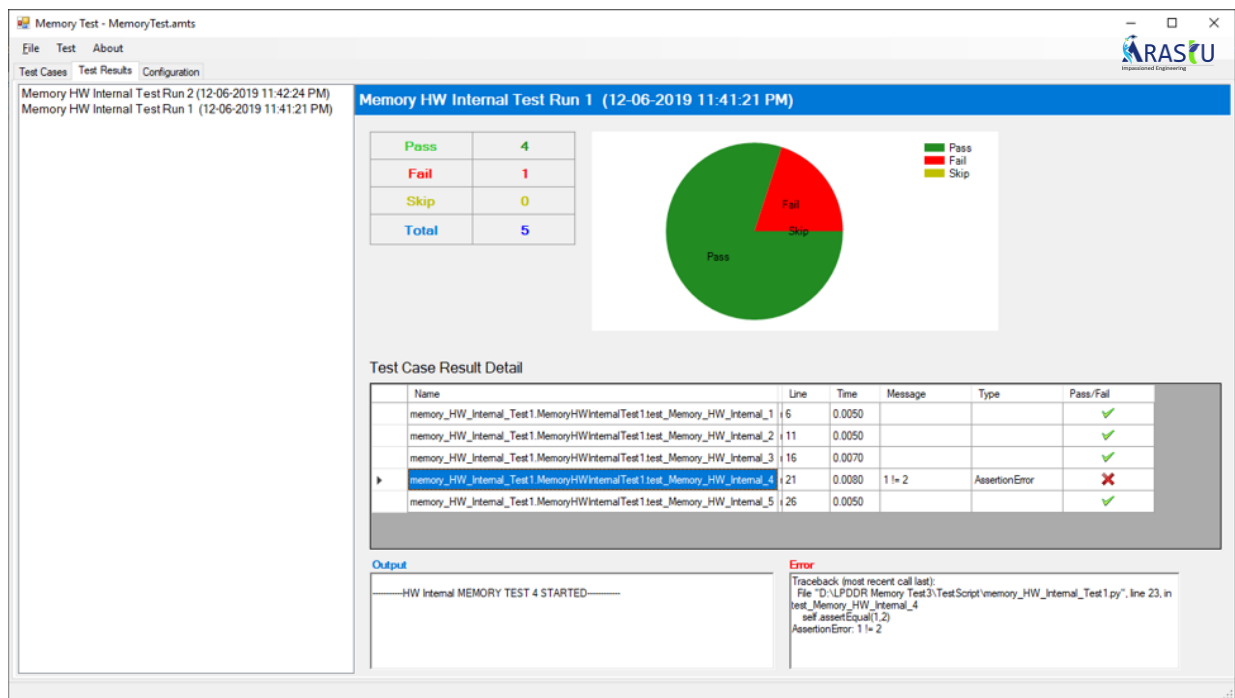 Memory Test - MemoryTest.amts
File Test About
ARASTU
Impassioned Engineering
Test Cases Test Results Configuration
Memory HW Internal Test Run 2 (12-06-2019 11:42:24 PM)
Memory HW Internal Test Run 1 (12-06-2019 11:41:21 PM)
Memory HW Internal Test Run 1 (12-06-2019 11:41:21 PM)
Pass 4
Fail 1
Skip 0
Total 5
Pass
Fail
Skip
Fail
Skip
Pass
Test Case Result Detail
Name Line Time Message Type Pass/Fail
memory_HW_Internal_Test1.MemoryHWInternalTest1.test_Memory_HW_Internal_1 6 0.0050
memory_HW_Internal_Test1.MemoryHWInternalTest1.test_Memory_HW_Internal_2 11 0.0050
memory_HW_Internal_Test1.MemoryHWInternalTest1.test_Memory_HW_Internal_3 16 0.0070
memory_HW_Internal_Test1.MemoryHWInternalTest1.test_Memory_HW_Internal_4 21 0.0080 1 != 2 AssertionError
memory_HW_Internal_Test1.MemoryHWInternalTest1.test_Memory_HW_Internal_5 26 0.0050
Output
----------HW Internal MEMORY TEST 4 STARTED-----------
Error
Traceback (most recent call last):
File "D:\LPDDR Memory Test3\TestScript\memory_HW_Internal_Test1.py", line 23, in
test_Memory_HW_Internal_4
self.assertEqual(1,2)
AssertionError: 1 != 2